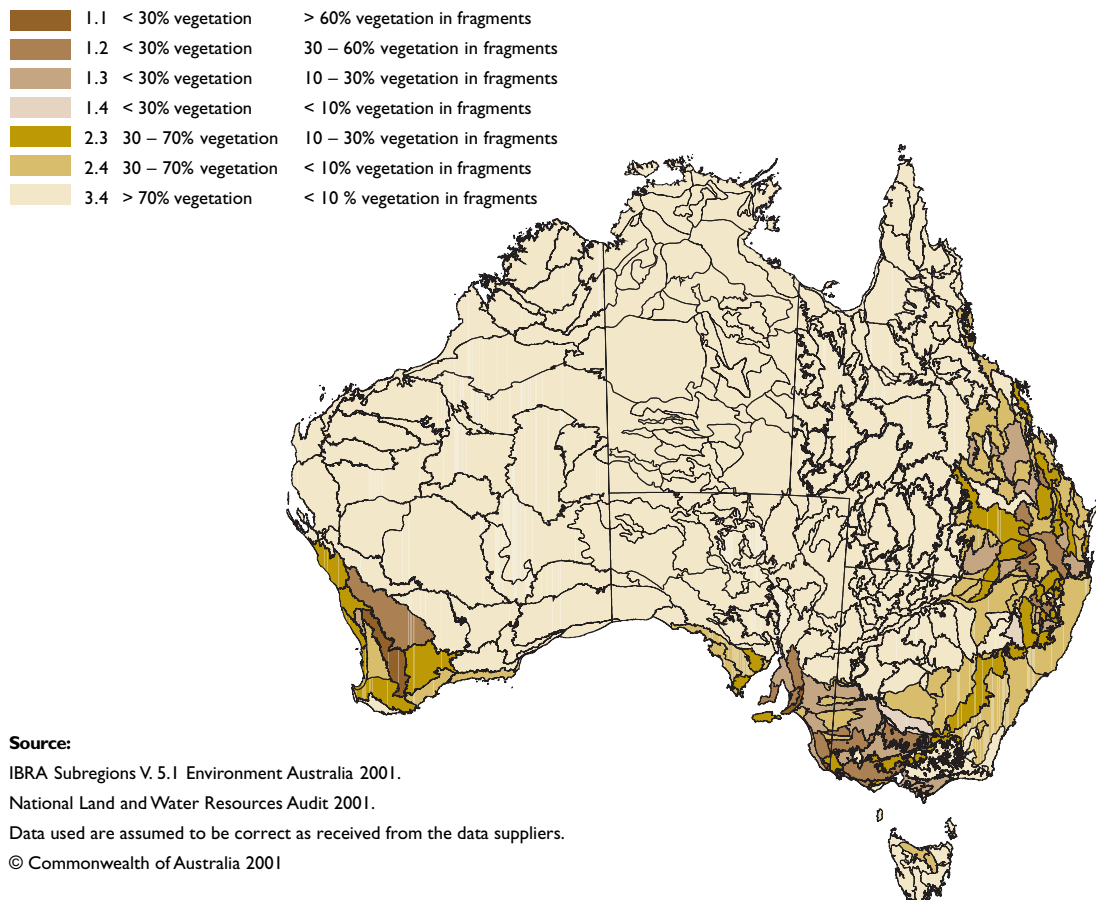 1.1 < 30% vegetation > 60% vegetation in fragments
1.2 < 30% vegetation 30 – 60% vegetation in fragments
1.3 < 30% vegetation 10 – 30% vegetation in fragments
1.4 < 30% vegetation < 10% vegetation in fragments
2.3 30 – 70% vegetation 10 – 30% vegetation in fragments
2.4 30 – 70% vegetation < 10% vegetation in fragments
3.4 > 70% vegetation < 10 % vegetation in fragments
Source:
IBRA Subregions V. 5.1 Environment Australia 2001.
National Land and Water Resources Audit 2001.
Data used are assumed to be correct as received from the data suppliers.
© Commonwealth of Australia 2001